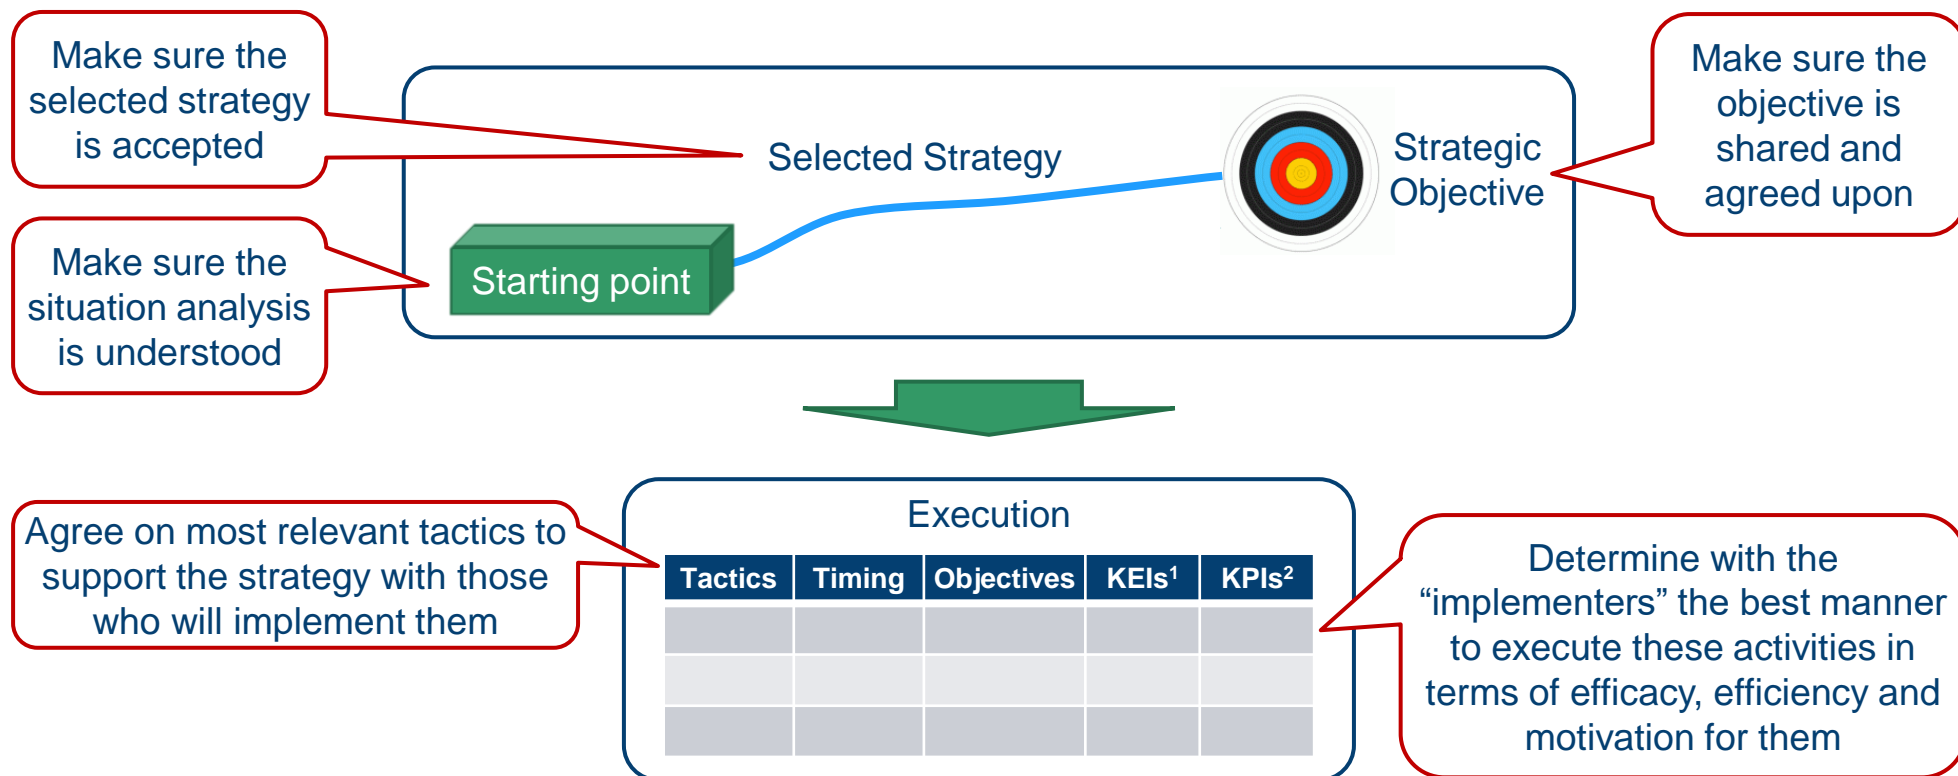 Make sure the
selected strategy
is accepted
Selected Strategy
Strategic
Objective
Make sure the
objective is
shared and
agreed upon
Make sure the
situation analysis
is understood
Starting point
Execution
Agree on most relevant tactics to
support the strategy with those
who will implement them
Tactics Timing Objectives KEIs¹ KPIs²
Determine with the
“implementers” the best manner
to execute these activities in
terms of efficacy, efficiency and
motivation for them